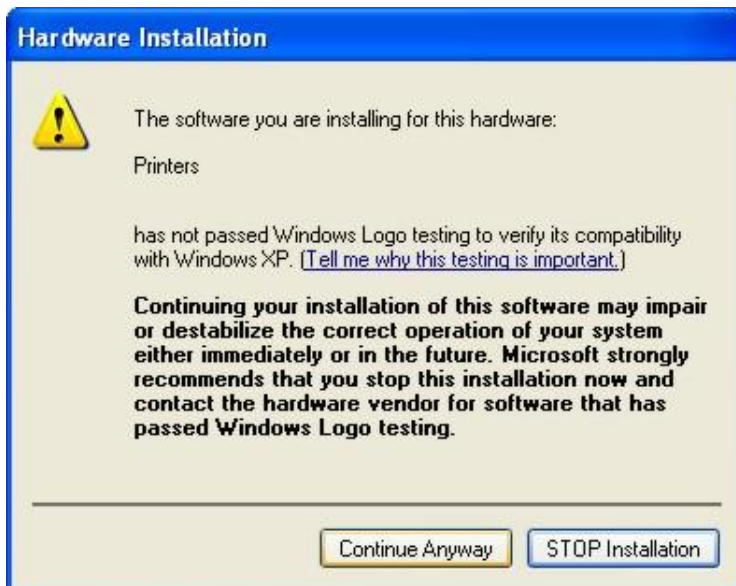 Hardware Installation
The software you are installing for this hardware:
Printers
has not passed Windows Logo testing to verify its compatibility
with Windows XP. (Tell me why this testing is important.)
Continuing your installation of this software may impair
or destabilize the correct operation of your system
either immediately or in the future. Microsoft strongly
recommends that you stop this installation now and
contact the hardware vendor for software that has
passed Windows Logo testing.
Continue Anyway STOP Installation